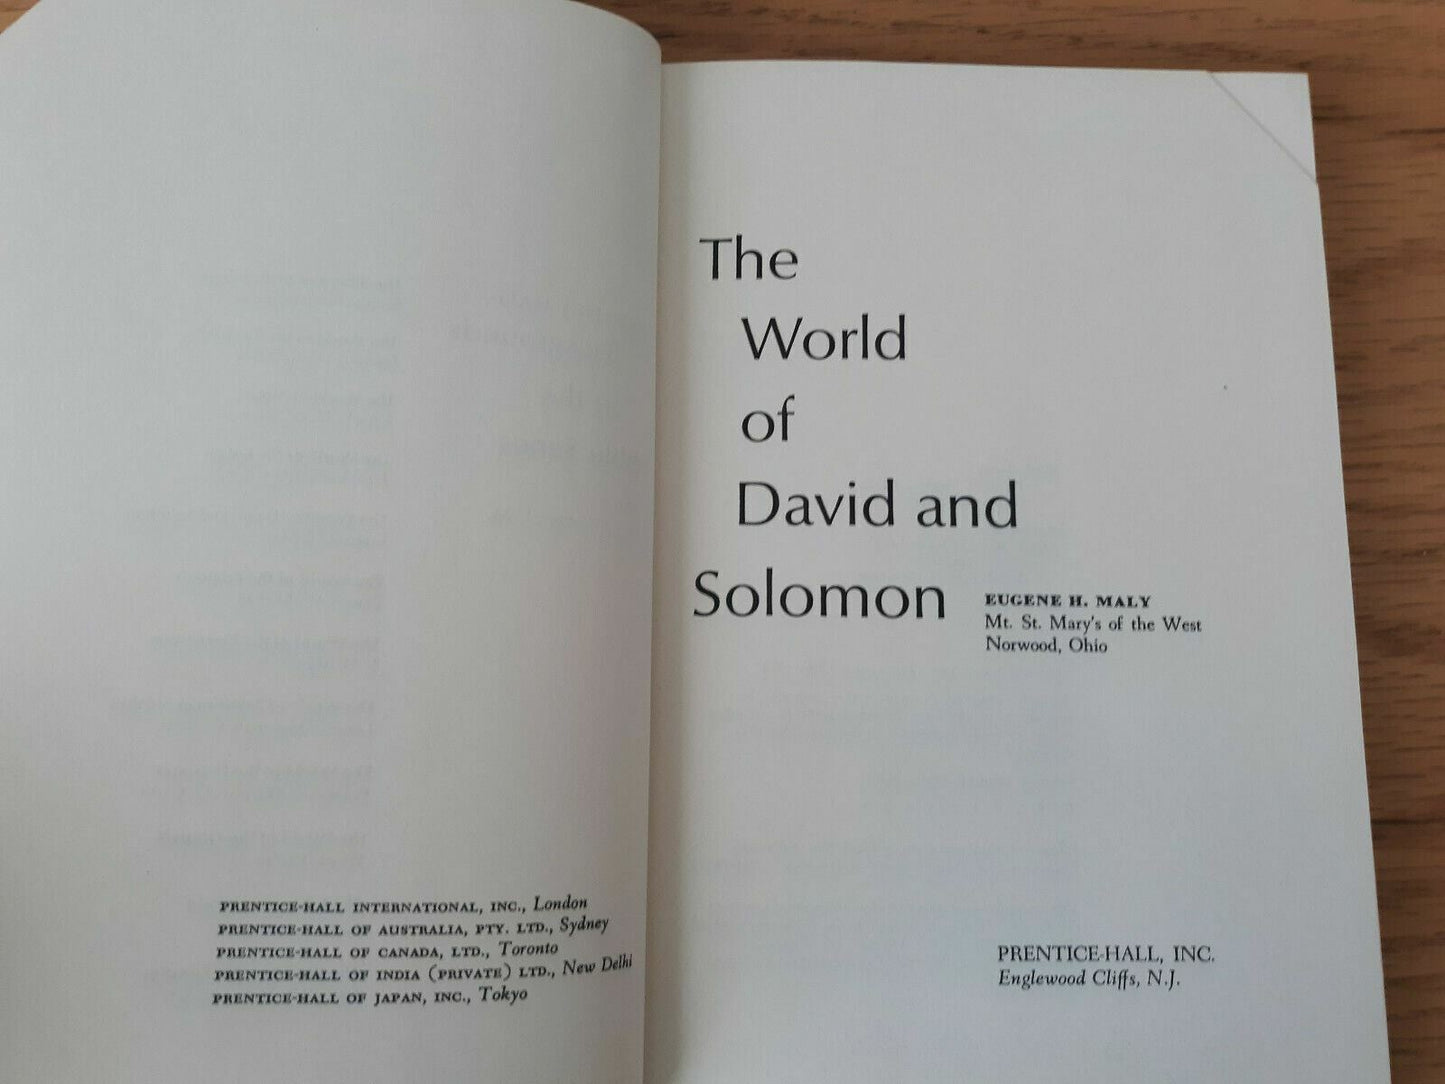 PRENTICE-HALL INTERNATIONAL, INC., London
PRENTICE-HALL OF AUSTRALIA, PTY. LTD., Sydney
PRENTICE-HALL OF CANADA, LTD., Toronto
PRENTICE-HALL OF INDIA (PRIVATE) LTD., New Delhi
PRENTICE-HALL OF JAPAN, INC., Tokyo
The
World
of
David and
Solomon
EUGENE H. MALY
Mt. St. Mary's of the West
Norwood, Ohio
PRENTICE-HALL, INC.
Englewood Cliffs, N.J.